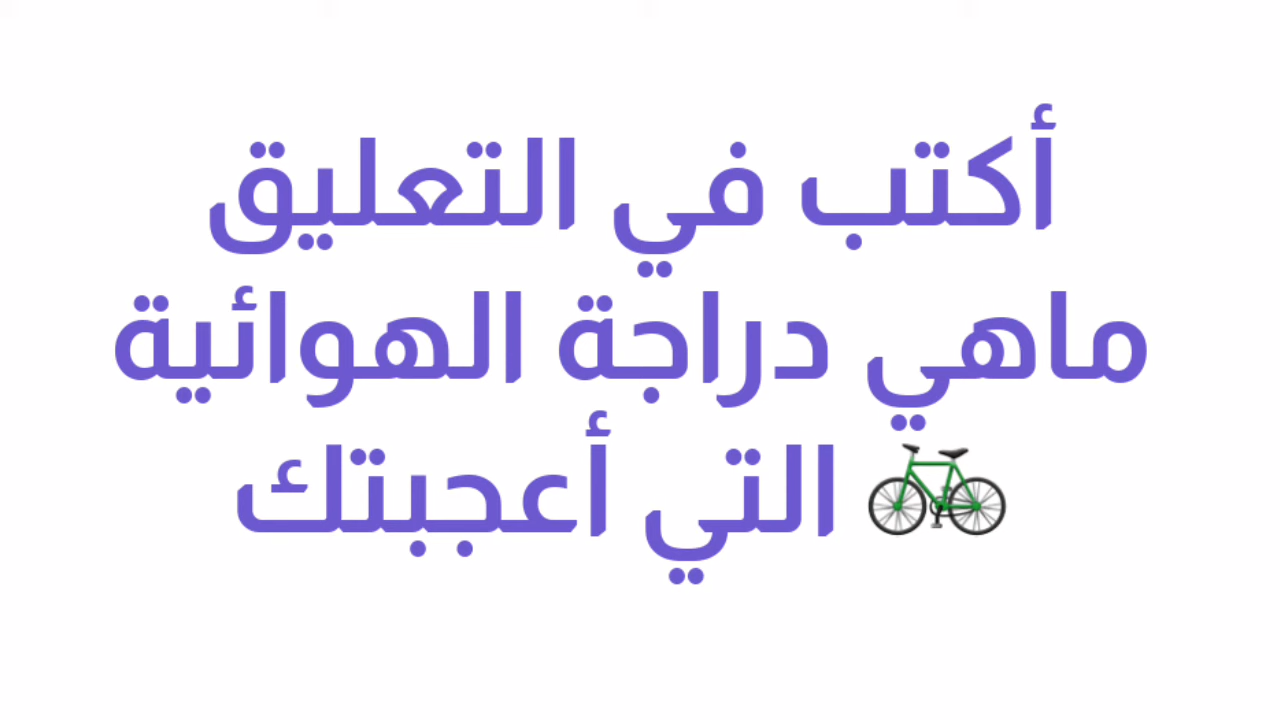 أكتب في التعليق
ماهي دراجة الهوائية
🚲 التي أعجبتك